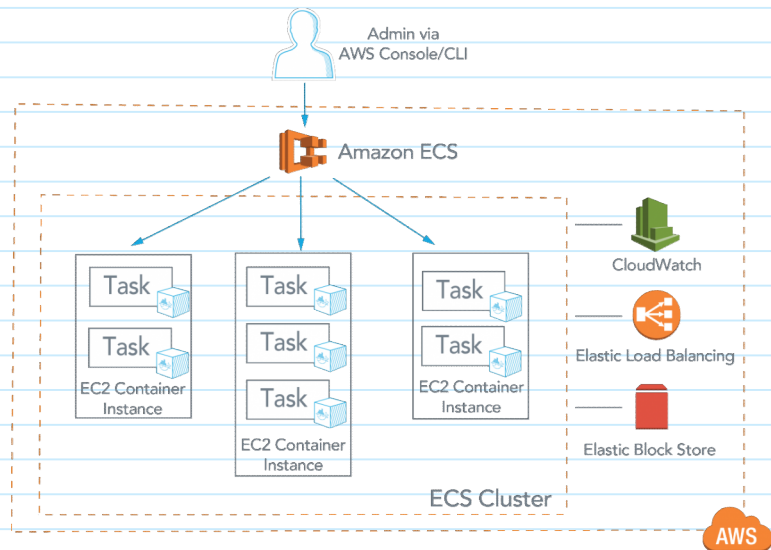 Admin via
AWS Console/CLI
Amazon ECS
Task
Task
EC2 Container
Instance
Task
Task
Task
EC2 Container
Instance
Task
Task
EC2 Container
Instance
CloudWatch
Elastic Load Balancing
Elastic Block Store
ECS Cluster
AWS